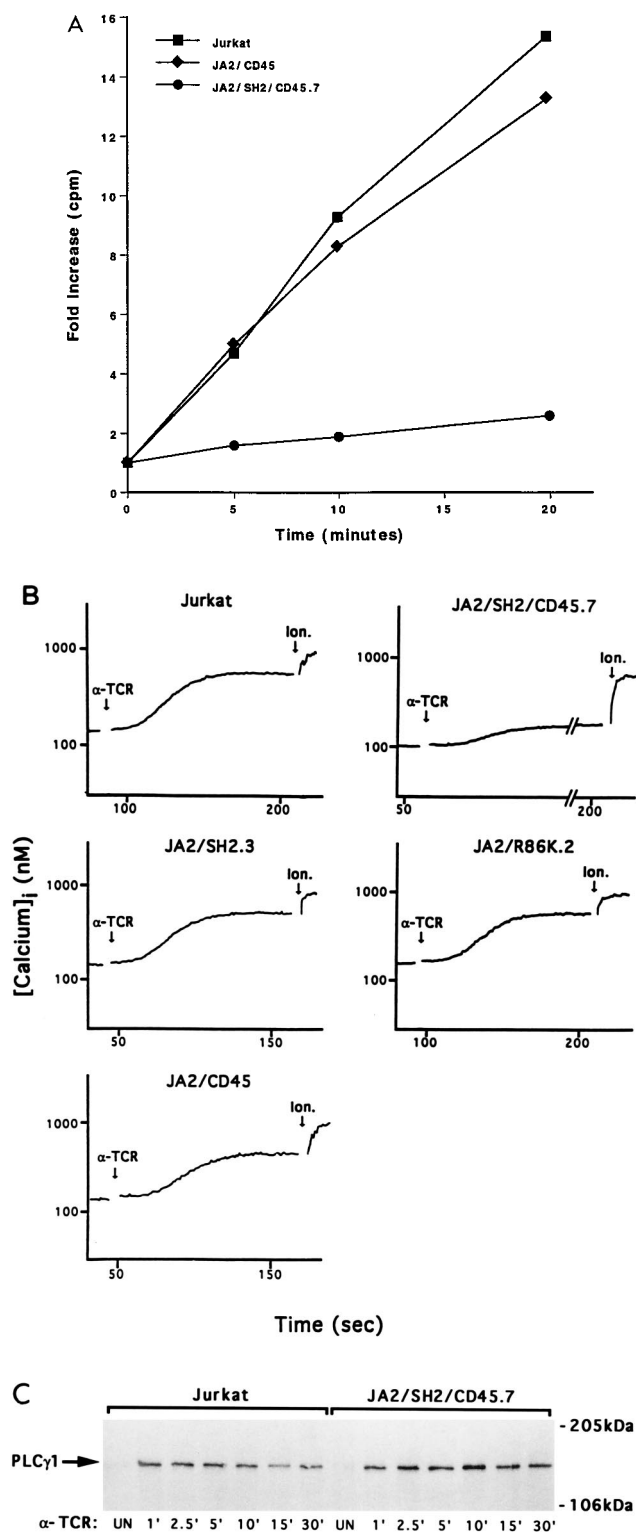 A
16
14
12
10
8
6
4
2
0
Fold Increase (cpm)
Jurkat
JA2/ CD45
JA2/SH2/CD45.7
0 5 10 15 20
Time (minutes)
B
Jurkat
1000
100
α-TCR
Ion.
100 200
JA2/SH2/CD45.7
1000
100
α-TCR
Ion.
50 200
JA2/SH2.3
1000
100
α-TCR
Ion.
50 150
JA2/R86K.2
1000
100
α-TCR
Ion.
100 200
JA2/CD45
1000
100
α-TCR
Ion.
50 150
[Calcium]i (nM)
Time (sec)
C
Jurkat JA2/SH2/CD45.7
-205kDa
PLCγ1
-106kDa
α-TCR: UN 1' 2.5' 5' 10' 15' 30' UN 1' 2.5' 5' 10' 15' 30'